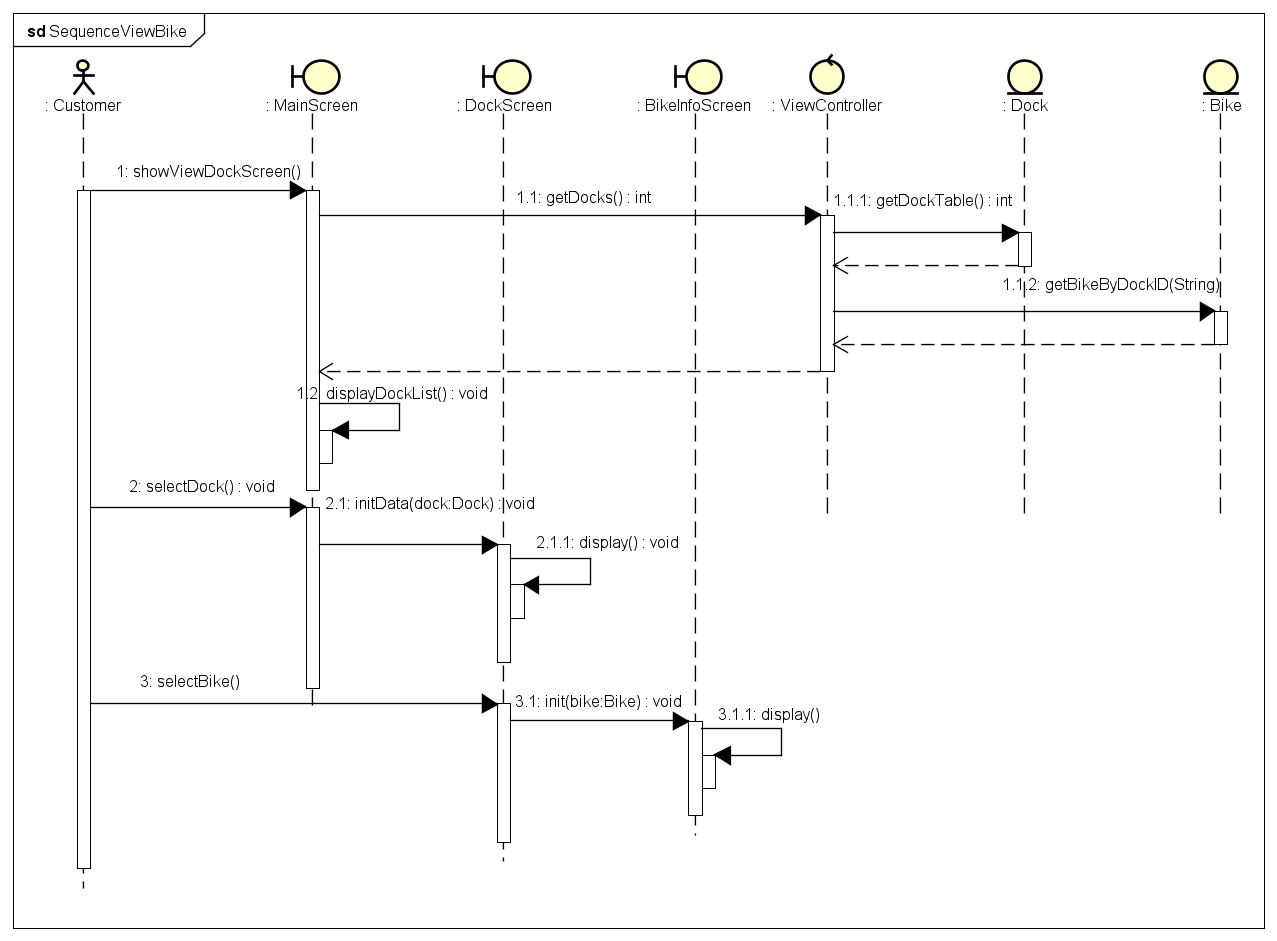 sd SequenceViewBike
: Customer
: MainScreen
: DockScreen
: BikeInfoScreen
: ViewController
: Dock
: Bike
1: showViewDockScreen()
1.1: getDocks() : int
1.1.1: getDockTable() : int
1.1.2: getBikeByDockID(String)
1.2: displayDockList() : void
2: selectDock() : void
2.1: initData(dock:Dock) : void
2.1.1: display() : void
3: selectBike()
3.1: init(bike:Bike) : void
3.1.1: display()